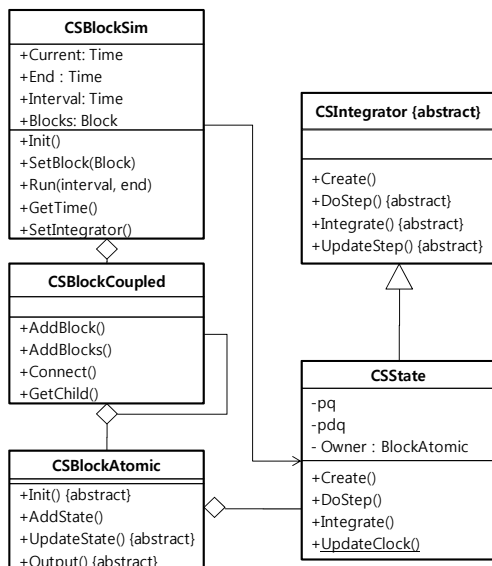 CSBlockSim
+Current: Time
+End : Time
+Interval: Time
+Blocks: Block
+Init()
+SetBlock(Block)
+Run(interval, end)
+GetTime()
+SetIntegrator()
CSBlockCoupled
+AddBlock()
+AddBlocks()
+Connect()
+GetChild()
CSBlockAtomic
+Init() {abstract}
+AddState()
+UpdateState() {abstract}
+Output() {abstract}
CSIntegrator {abstract}
+Create()
+DoStep() {abstract}
+Integrate() {abstract}
+UpdateStep() {abstract}
CSState
-pq
-pdq
- Owner : BlockAtomic
+Create()
+DoStep()
+Integrate()
+UpdateClock()